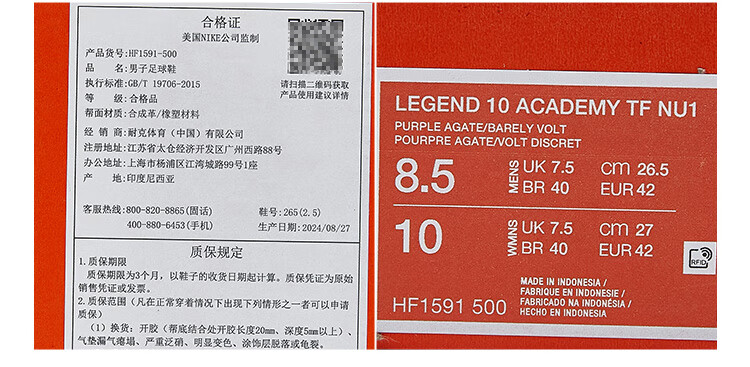 合格证
美国NIKE公司监制
产品货号:HF1591-500
品 名:男子足球鞋
执行标准:GB/T 19706-2015
等 级:合格品
帮面材质:合成革/橡塑材料
请扫描二维码获取
产品使用建议详情
经 销 商:耐克体育(中国)有限公司
注册地址:江苏省太仓经济开发区广州西路88号
办公地址:上海市杨浦区江湾城路99号1座
产 地:印度尼西亚
客服热线:800-820-8865(固话)
400-880-6453(手机)
鞋号:265(2.5)
生产日期:2024/08/27
质保规定
1.质保期限
质保期限为3个月，以鞋子的收货日期起计算。质保凭证为原始
销售凭证或发票。
2.质保范围（凡在正常穿着情况下出现下列情形之一者可以申请
质保）
(1)换货：开胶（帮底结合处开胶长度20mm、深度5mm以上）、
气垫漏气瘪塌、严重泛硝、明显变色、涂饰层脱落或龟裂。
LEGEND 10 ACADEMY TF NU1
PURPLE AGATE/BARELY VOLT
POURPRE AGATE/VOLT DISCRET
8.5 MENS UK 7.5 cm 26.5
BR 40 EUR 42
10 WMNS UK 7.5 cm 27
BR 40 EUR 42
RFID
MADE IN INDONESIA/
FABRIQUE EN INDONESIE/
FABRICADO NA INDONÉSIA/
HECHO EN INDONESIA
HF1591 500